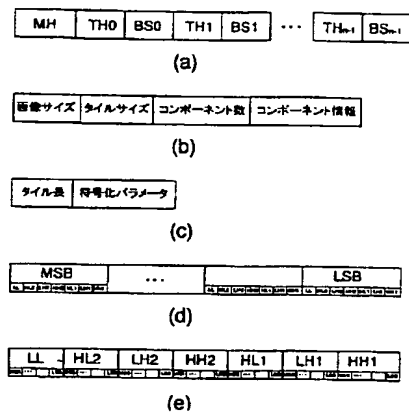 MH TH0 BS0 TH1 BS1 ... THn-1 BSn-1
(a)
画像サイズ タイルサイズ コンポーネント数 コンポーネント情報
(b)
タイル長 符号化パラメータ
(c)
MSB ... LSB
(d)
LL HL2 LH2 HH2 HL1 LH1 HH1
(e)